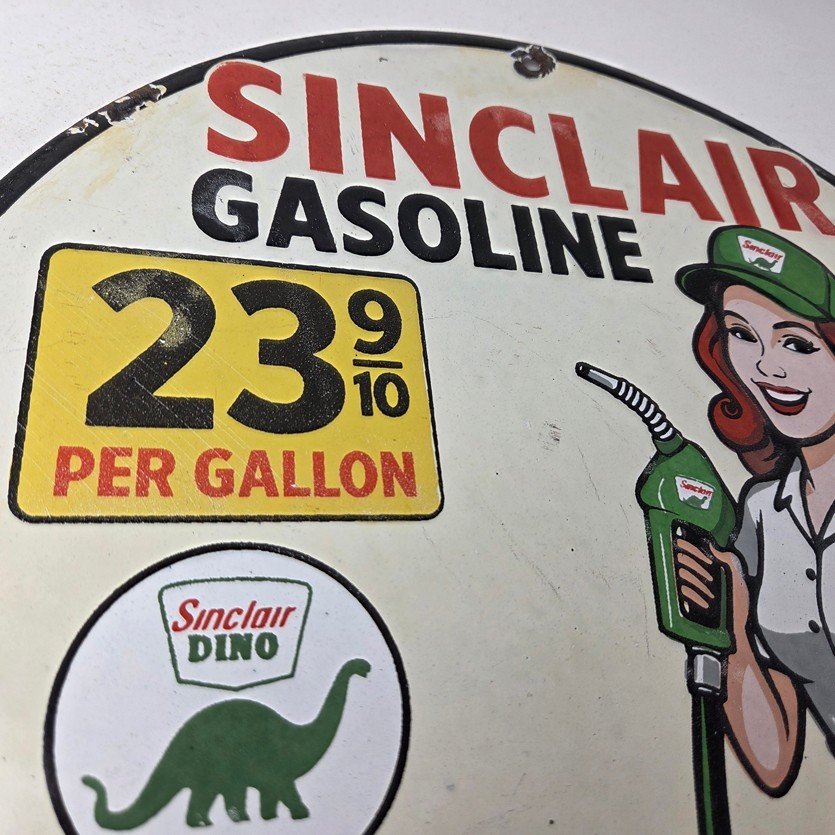 SINCLAIR
GASOLINE
23 9/10
PER GALLON
Sinclair
DINO
Sinclair
Sinclair